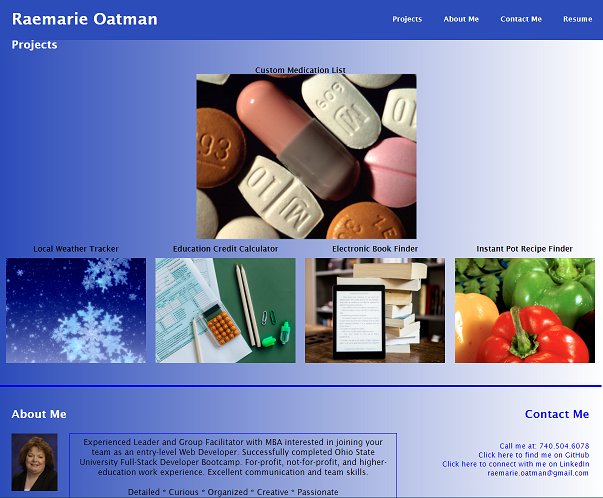 Raemarie Oatman
Projects About Me Contact Me Resume
Projects
Custom Medication List
Local Weather Tracker
Education Credit Calculator
Electronic Book Finder
Instant Pot Recipe Finder
About Me
Experienced Leader and Group Facilitator with MBA interested in joining your
team as an entry-level Web Developer. Successfully completed Ohio State
University Full-Stack Developer Bootcamp. For-profit, not-for-profit, and higher-
education work experience. Excellent communication and team skills.
Detailed * Curious * Organized * Creative * Passionate
Contact Me
Call me at: 740.504.6078
Click here to find me on GitHub
Click here to connect with me on LinkedIn
raemarie.oatman@gmail.com